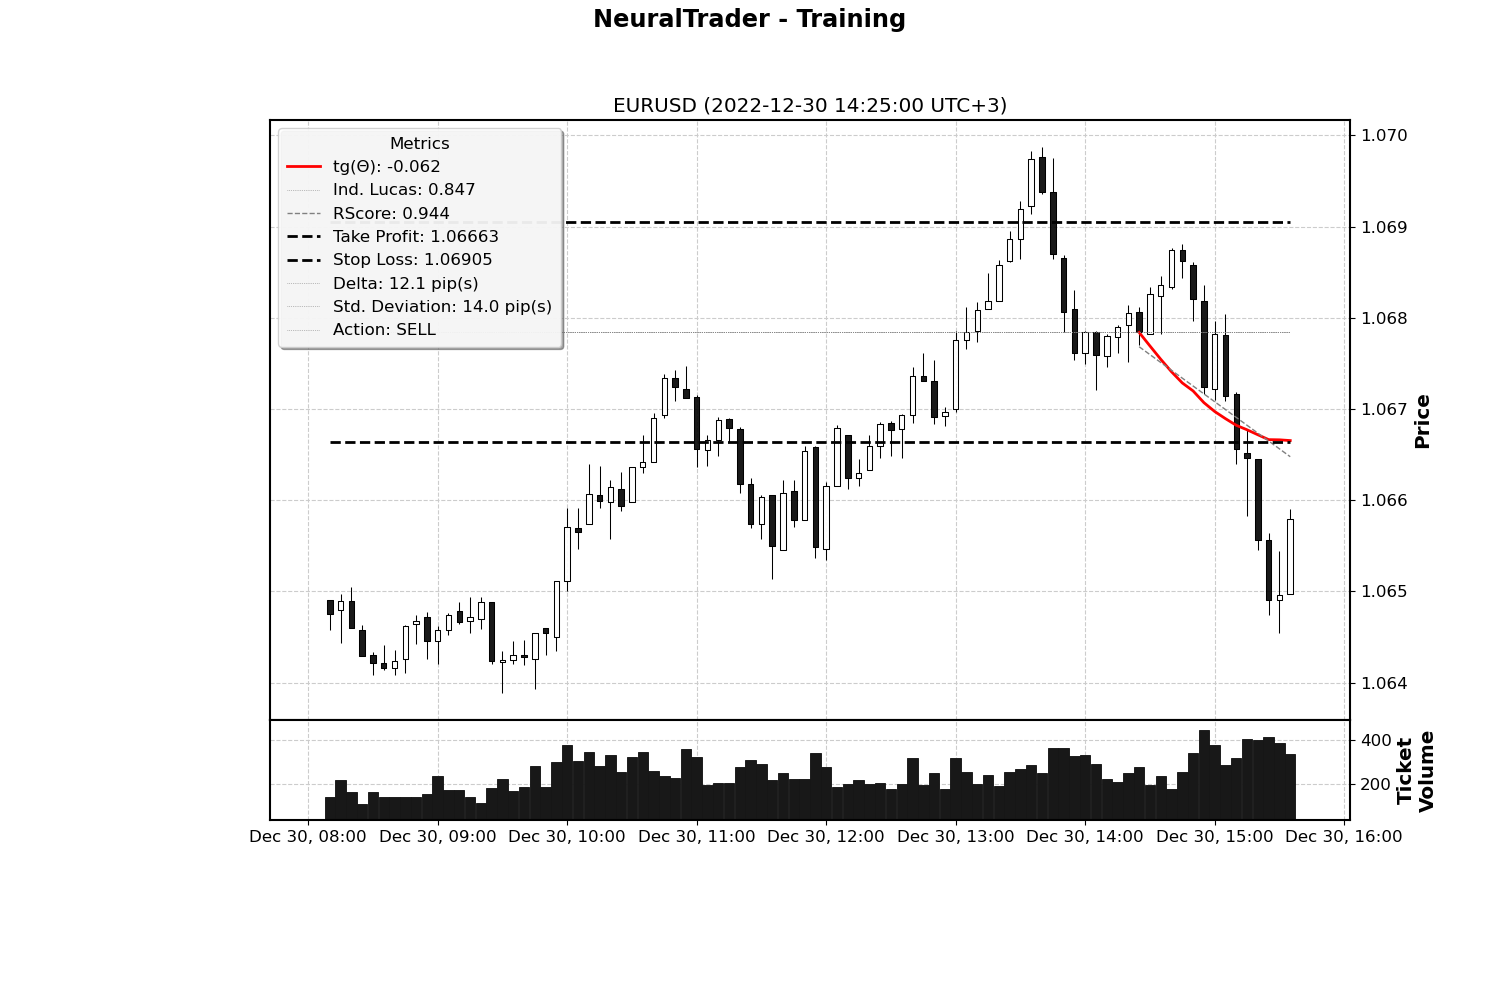 NeuralTrader - Training
EURUSD (2022-12-30 14:25:00 UTC+3)
Metrics
tg(Θ): -0.062
Ind. Lucas: 0.847
RScore: 0.944
Take Profit: 1.06663
Stop Loss: 1.06905
Delta: 12.1 pip(s)
Std. Deviation: 14.0 pip(s)
Action: SELL
1.070
1.069
1.068
1.067
1.066
1.065
1.064
Price
400
200
Ticket
Volume
Dec 30, 08:00 Dec 30, 09:00 Dec 30, 10:00 Dec 30, 11:00 Dec 30, 12:00 Dec 30, 13:00 Dec 30, 14:00 Dec 30, 15:00 Dec 30, 16:00